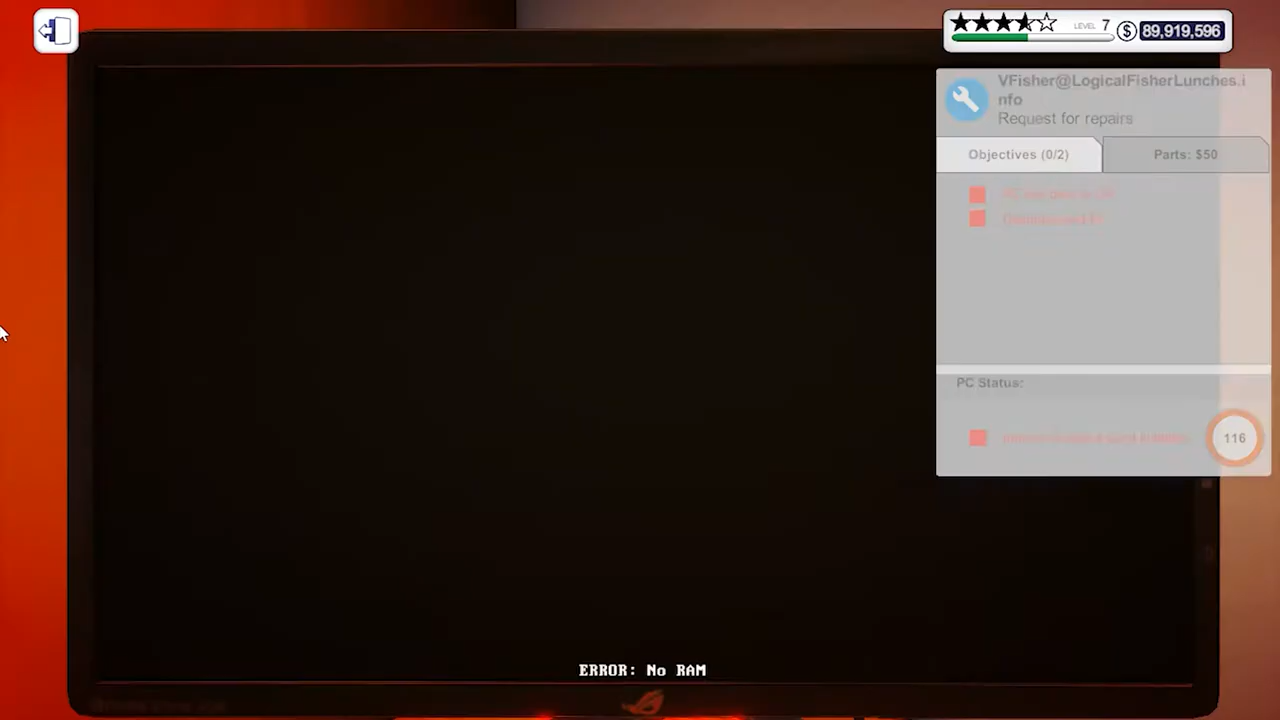 LEVEL 7 $ 89,919,596
VFisher@LogicalFisherLunches.i
nfo
Request for repairs
Objectives (0/2)
Parts: $50
PC Status:
116
ERROR: No RAM